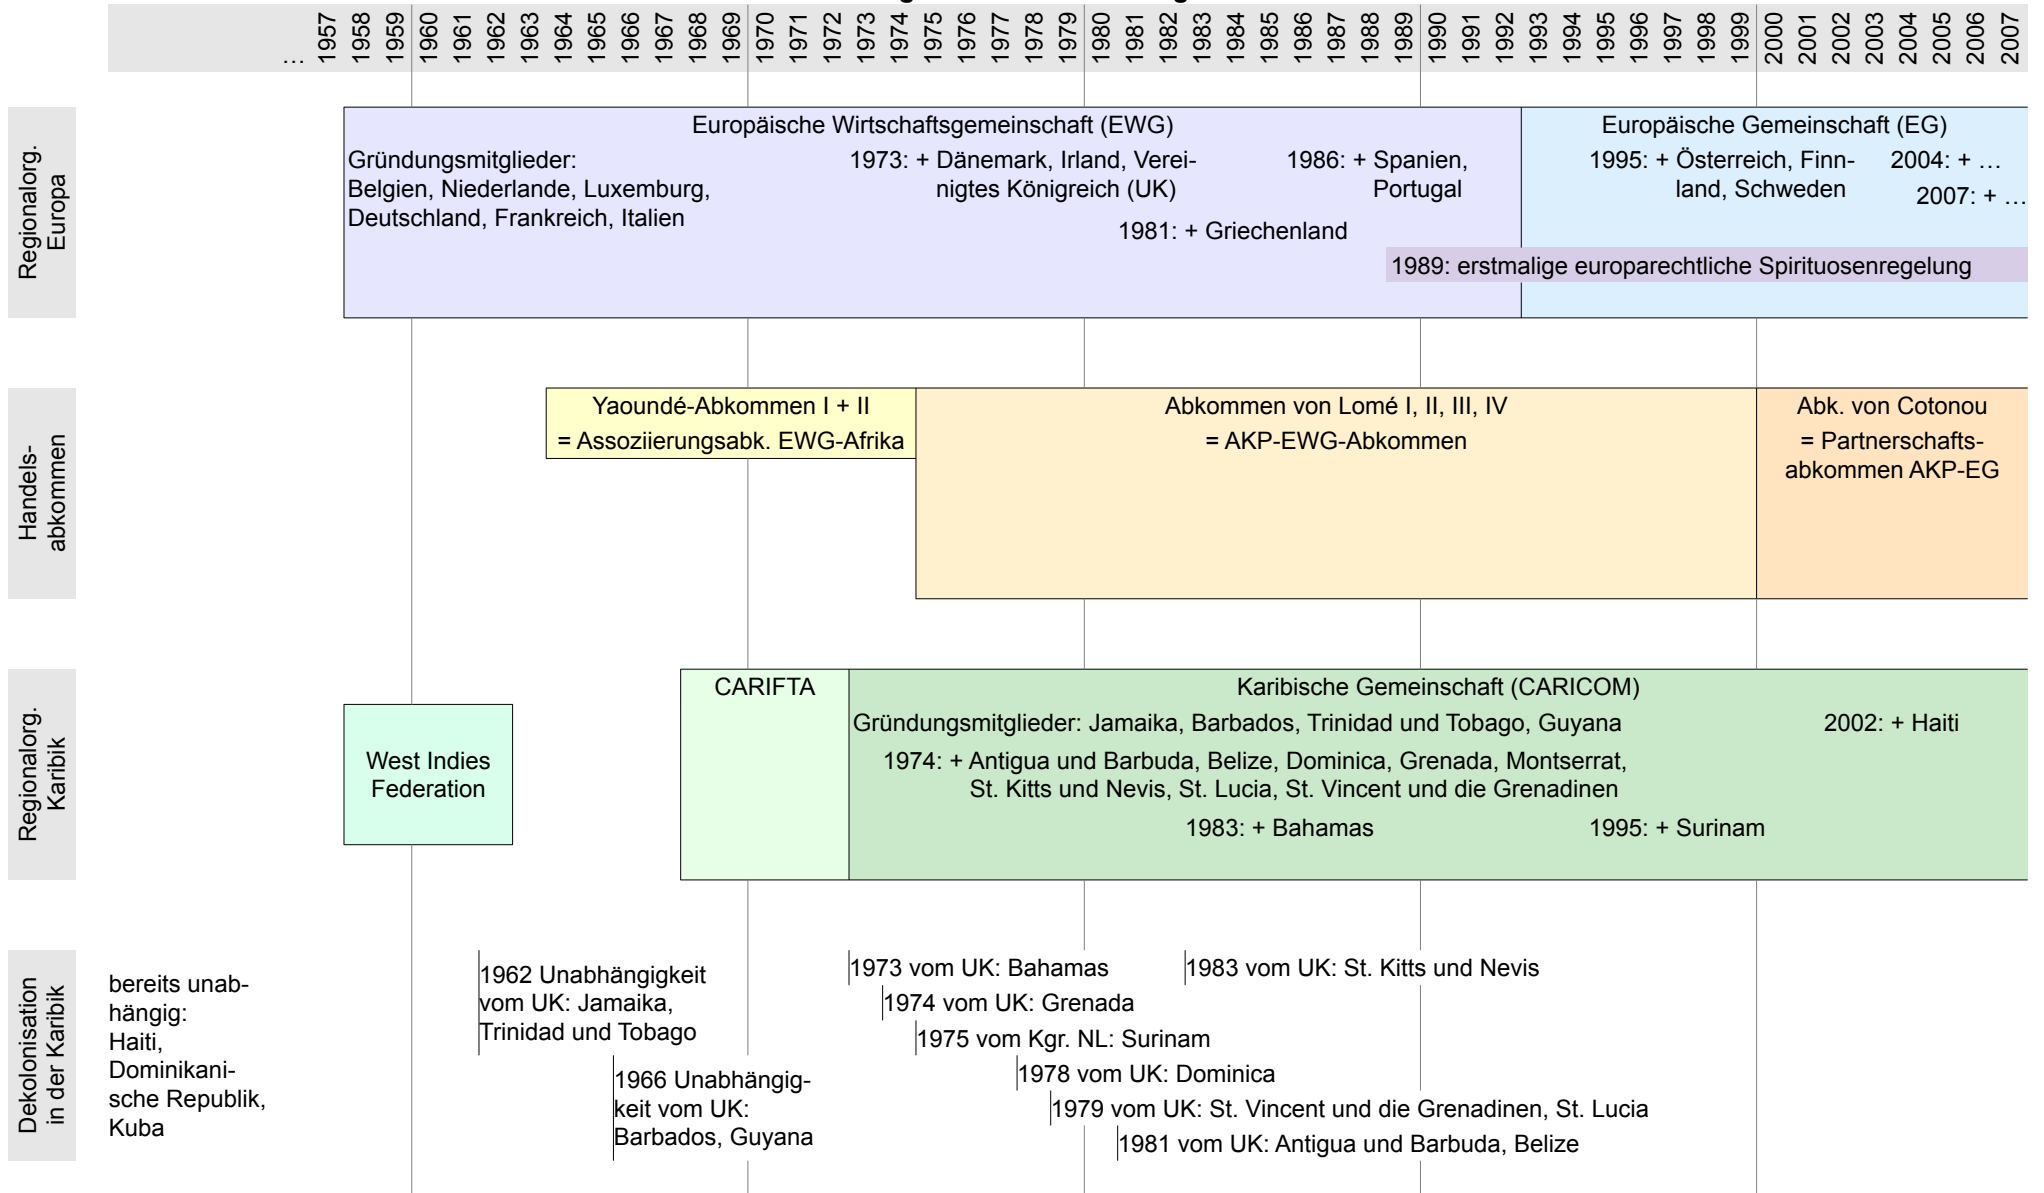 … 1957 1958 1959 1960 1961 1962 1963 1964 1965 1966 1967 1968 1969 1970 1971 1972 1973 1974 1975 1976 1977 1978 1979 1980 1981 1982 1983 1984 1985 1986 1987 1988 1989 1990 1991 1992 1993 1994 1995 1996 1997 1998 1999 2000 2001 2002 2003 2004 2005 2006 2007
Regionalorg.
Europa
Europäische Wirtschaftsgemeinschaft (EWG)
Gründungsmitglieder:
Belgien, Niederlande, Luxemburg,
Deutschland, Frankreich, Italien
1973: + Dänemark, Irland, Verei-
nigtes Königreich (UK)
1981: + Griechenland
1986: + Spanien,
Portugal
Europäische Gemeinschaft (EG)
1995: + Österreich, Finn-
land, Schweden
2004: + …
2007: + …
1989: erstmalige europarechtliche Spirituosenregelung
Handels-
abkommen
Yaoundé-Abkommen I + II
= Assoziierungsabk. EWG-Afrika
Abkommen von Lomé I, II, III, IV
= AKP-EWG-Abkommen
Abk. von Cotonou
= Partnerschafts-
abkommen AKP-EG
Regionalorg.
Karibik
West Indies
Federation
CARIFTA
Karibische Gemeinschaft (CARICOM)
Gründungsmitglieder: Jamaika, Barbados, Trinidad und Tobago, Guyana
2002: + Haiti
1974: + Antigua und Barbuda, Belize, Dominica, Grenada, Montserrat,
St. Kitts und Nevis, St. Lucia, St. Vincent und die Grenadinen
1983: + Bahamas
1995: + Surinam
Dekolonisation
in der Karibik
bereits unab-
hängig:
Haiti,
Dominikani-
sche Republik,
Kuba
1962 Unabhängigkeit
vom UK: Jamaika,
Trinidad und Tobago
1966 Unabhängig-
keit vom UK:
Barbados, Guyana
1973 vom UK: Bahamas
1983 vom UK: St. Kitts und Nevis
1974 vom UK: Grenada
1975 vom Kgr. NL: Surinam
1978 vom UK: Dominica
1979 vom UK: St. Vincent und die Grenadinen, St. Lucia
1981 vom UK: Antigua und Barbuda, Belize